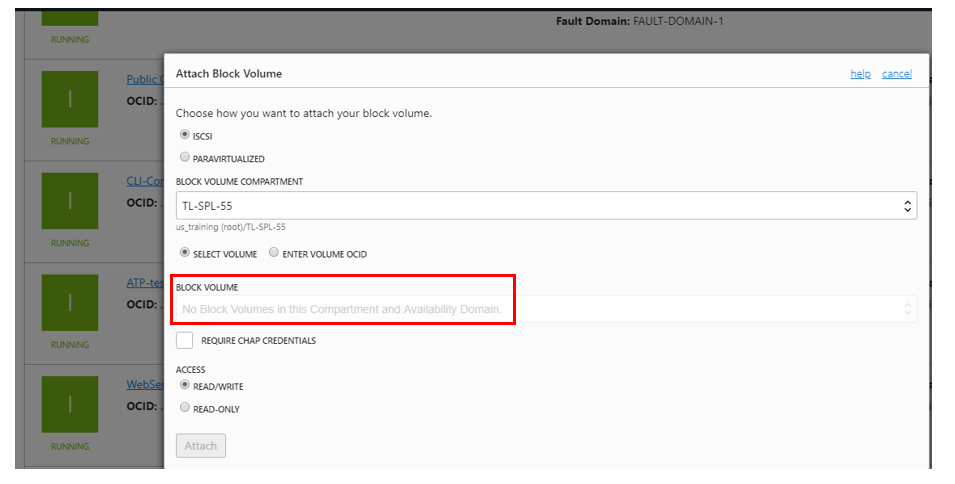 Fault Domain: FAULT-DOMAIN-1
RUNNING
Attach Block Volume help cancel
Public
OCID:
I
RUNNING
Choose how you want to attach your block volume.
ISCSI
PARAVIRTUALIZED
CLI-Cor
OCID:
I
RUNNING
BLOCK VOLUME COMPARTMENT
TL-SPL-55
us_training (root)/TL-SPL-55
SELECT VOLUME ENTER VOLUME OCID
ATP-tes
OCID:
I
RUNNING
BLOCK VOLUME
No Block Volumes in this Compartment and Availability Domain.
REQUIRE CHAP CREDENTIALS
ACCESS
READ/WRITE
READ-ONLY
WebSer
OCID:
I
RUNNING
Attach